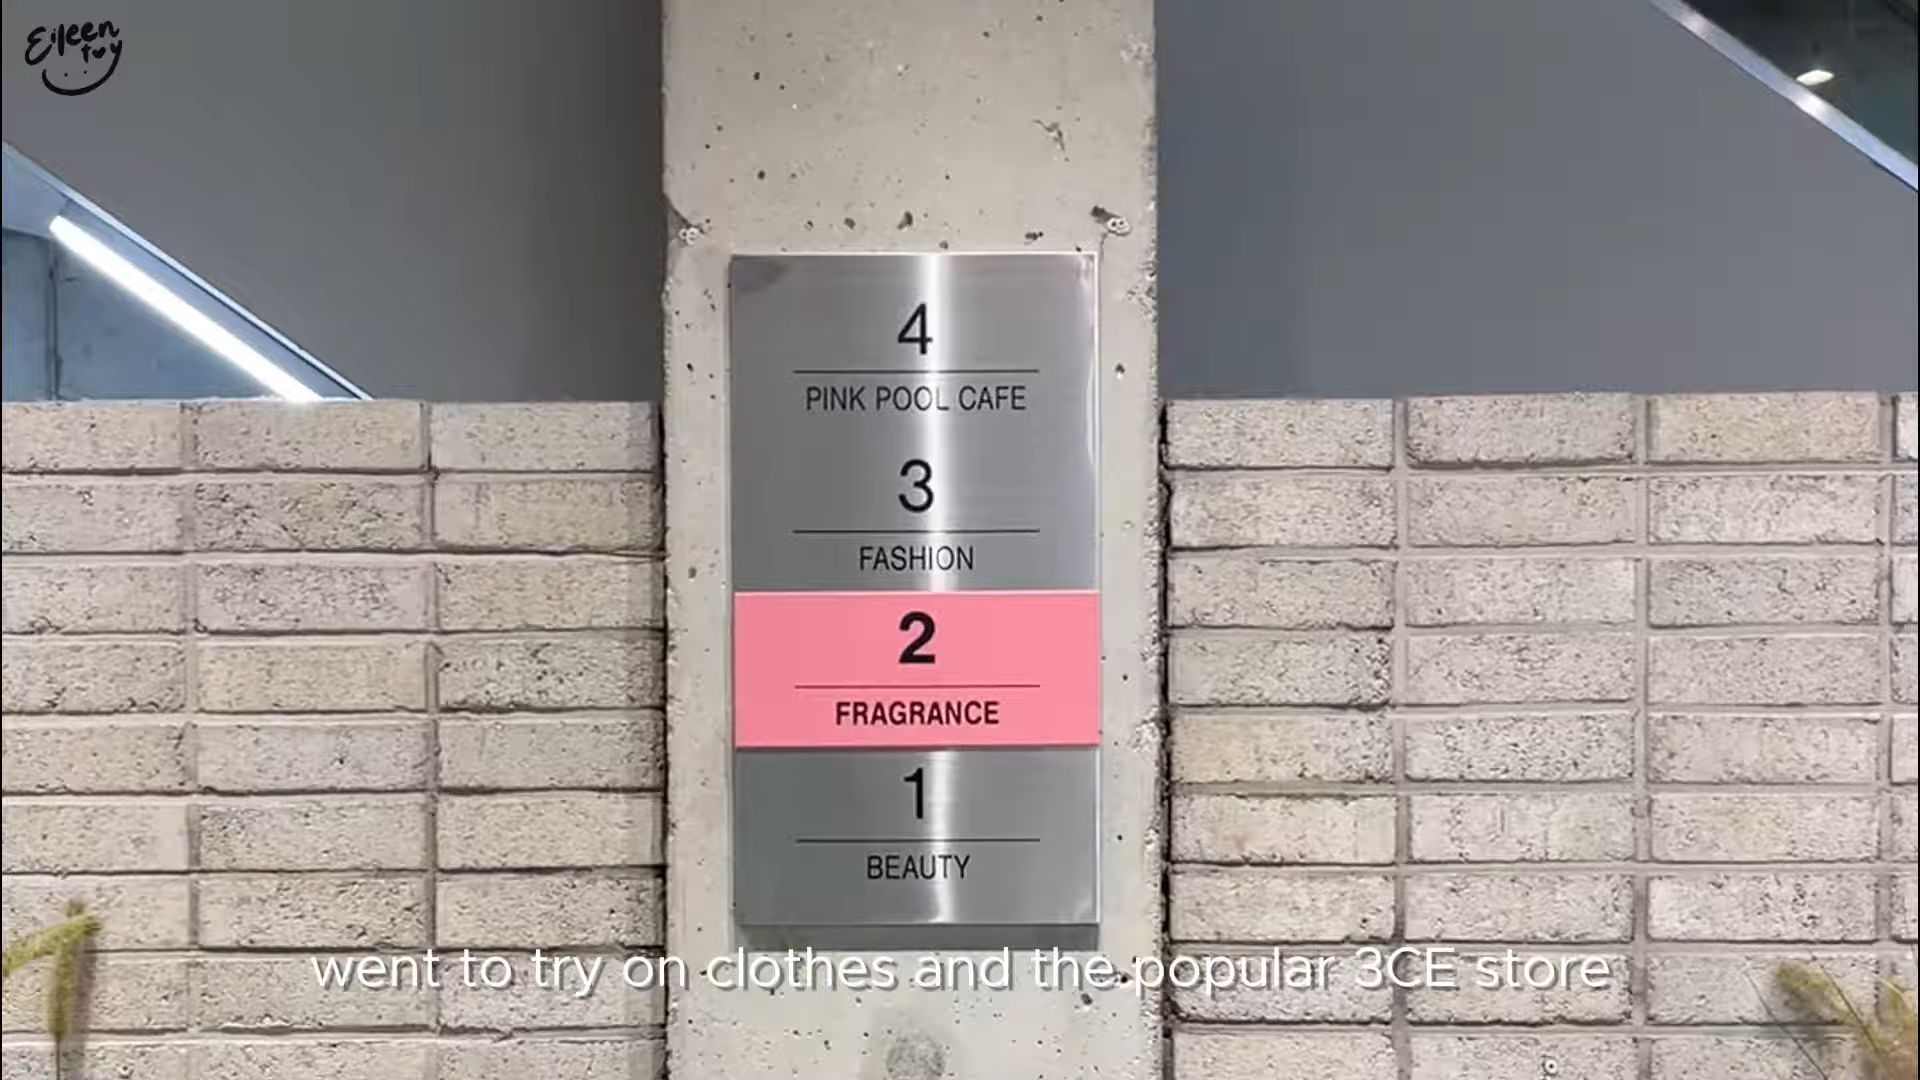 Eileen
toy
4
PINK POOL CAFE
3
FASHION
2
FRAGRANCE
1
BEAUTY
went to try on clothes and the popular 3CE store